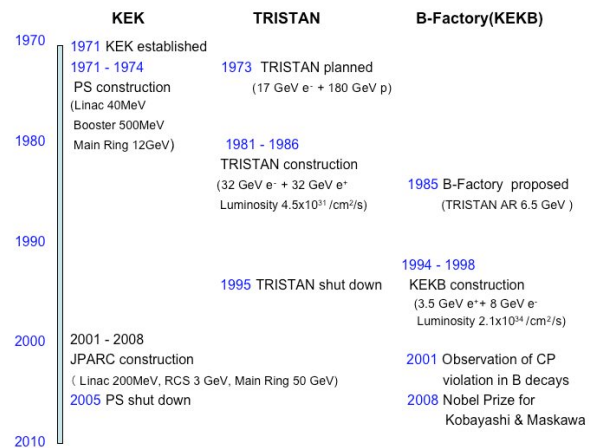 KEK TRISTAN B-Factory(KEKB)
1970
1971 KEK established
1971 - 1974
PS construction
(Linac 40MeV
Booster 500MeV
Main Ring 12GeV)
1973 TRISTAN planned
(17 GeV e⁻ + 180 GeV p)
1980
1981 - 1986
TRISTAN construction
(32 GeV e⁻ + 32 GeV e⁺
Luminosity 4.5x10³¹ /cm²/s)
1985 B-Factory proposed
(TRISTAN AR 6.5 GeV )
1990
1994 - 1998
KEKB construction
(3.5 GeV e⁺+ 8 GeV e⁻
Luminosity 2.1x10³⁴ /cm²/s)
1995 TRISTAN shut down
2000
2001 - 2008
JPARC construction
( Linac 200MeV, RCS 3 GeV, Main Ring 50 GeV)
2005 PS shut down
2001 Observation of CP
violation in B decays
2008 Nobel Prize for
Kobayashi & Maskawa
2010